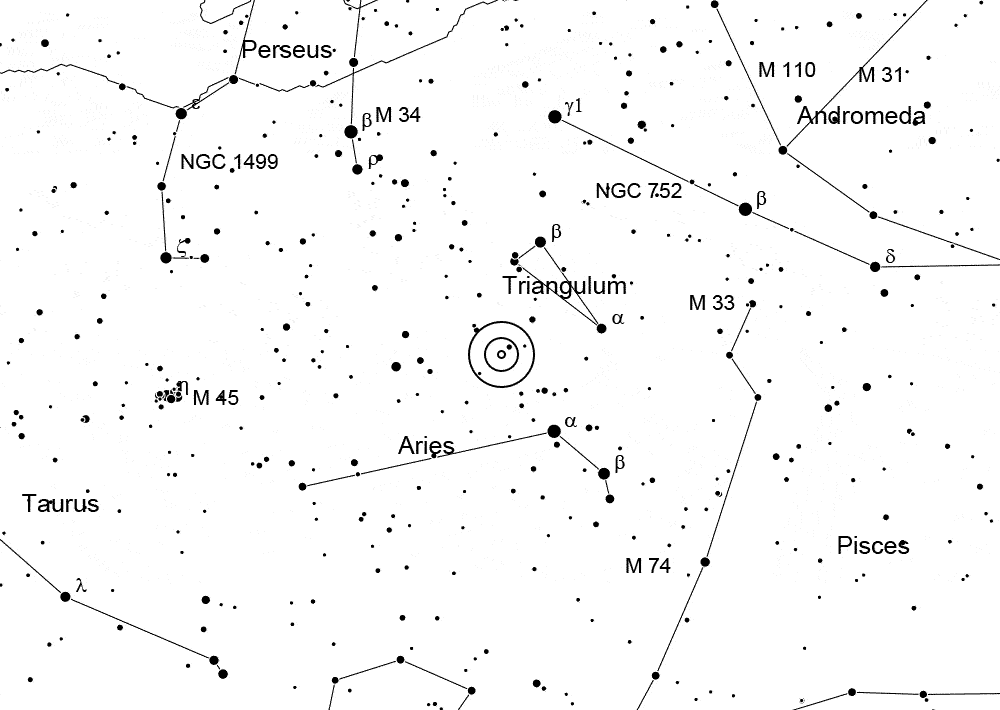 Perseus
M 110
M 31
ε
β
M 34
γ1
Andromeda
ρ
NGC 1499
NGC 752
β
ζ
β
δ
Triangulum
M 33
α
η
M 45
α
Aries
β
Taurus
Pisces
M 74
λ